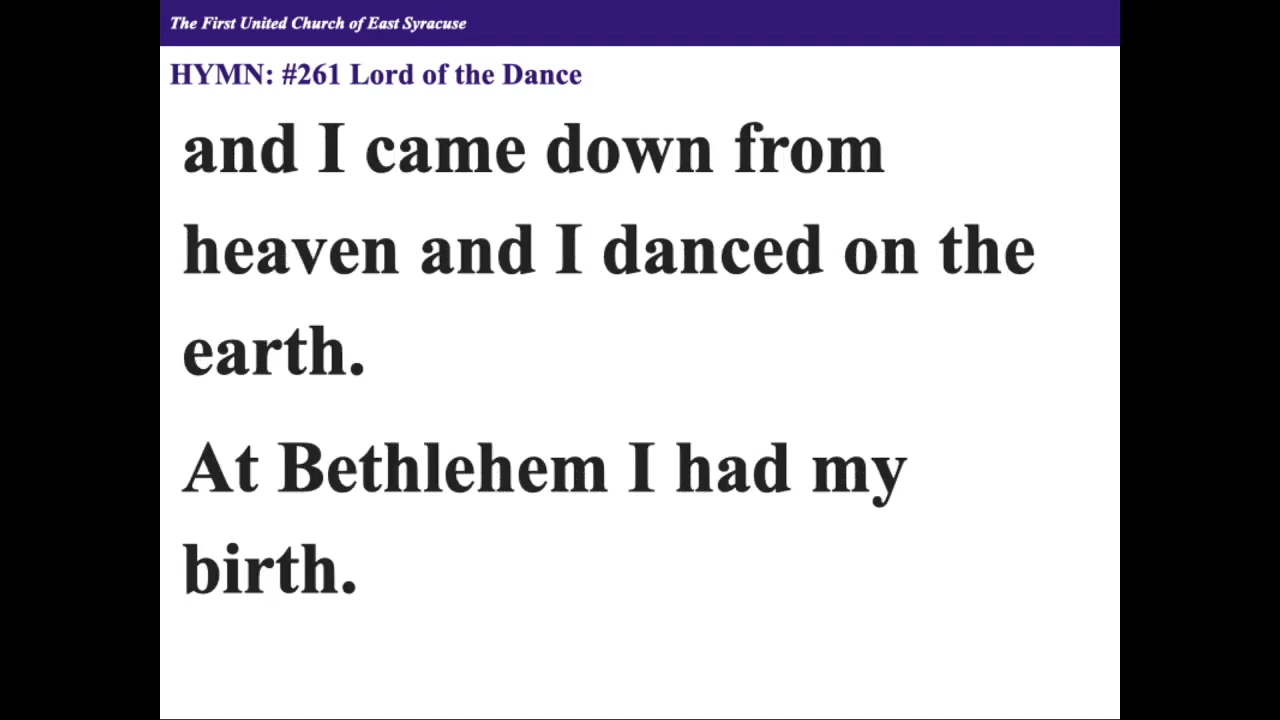 The First United Church of East Syracuse
HYMN: #261 Lord of the Dance
and I came down from
heaven and I danced on the
earth.
At Bethlehem I had my
birth.